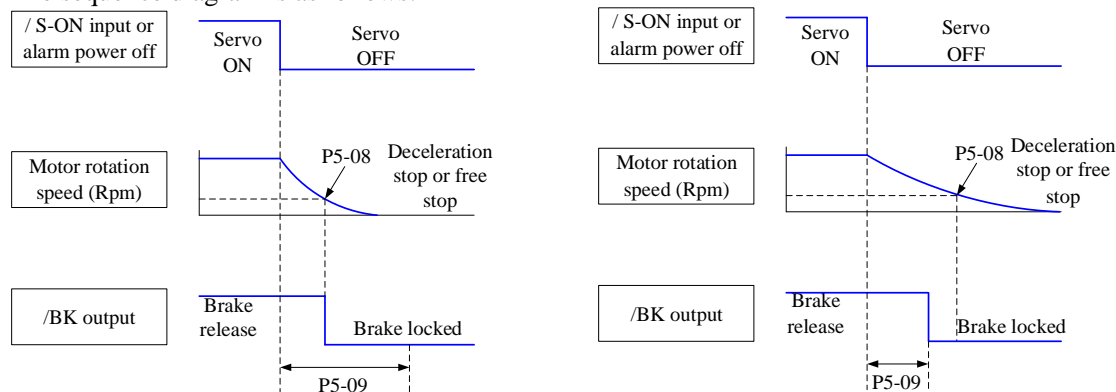 / S-ON input or
alarm power off
Servo
ON
Servo
OFF
Motor rotation
speed (Rpm)
P5-08
Deceleration
stop or free
stop
/BK output
Brake
release
Brake locked
P5-09
/ S-ON input or
alarm power off
Servo
ON
Servo
OFF
Motor rotation
speed (Rpm)
P5-08
Deceleration
stop or free
stop
/BK output
Brake
release
Brake locked
P5-09